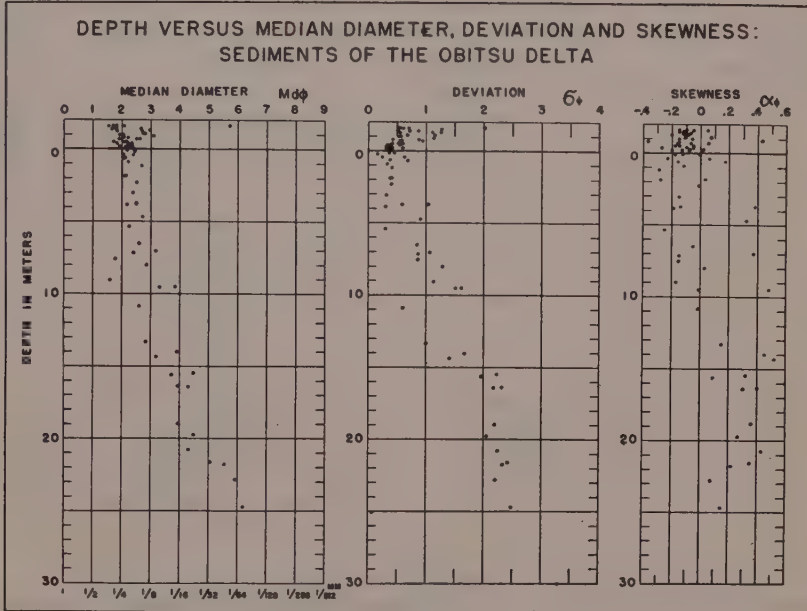 DEPTH VERSUS MEDIAN DIAMETER, DEVIATION AND SKEWNESS:
SEDIMENTS OF THE OBITSU DELTA
MEDIAN DIAMETER Mdϕ
0 1 2 3 4 5 6 7 8 9
DEVIATION σϕ
0 1 2 3 4
SKEWNESS αϕ
-.4 -.2 0 .2 .4 .6
DEPTH IN METERS
0 0 0
10 10 10
20 20 20
30 30 30
1 1/2 1/4 1/8 1/16 1/32 1/64 1/128 1/256 1/512 MM